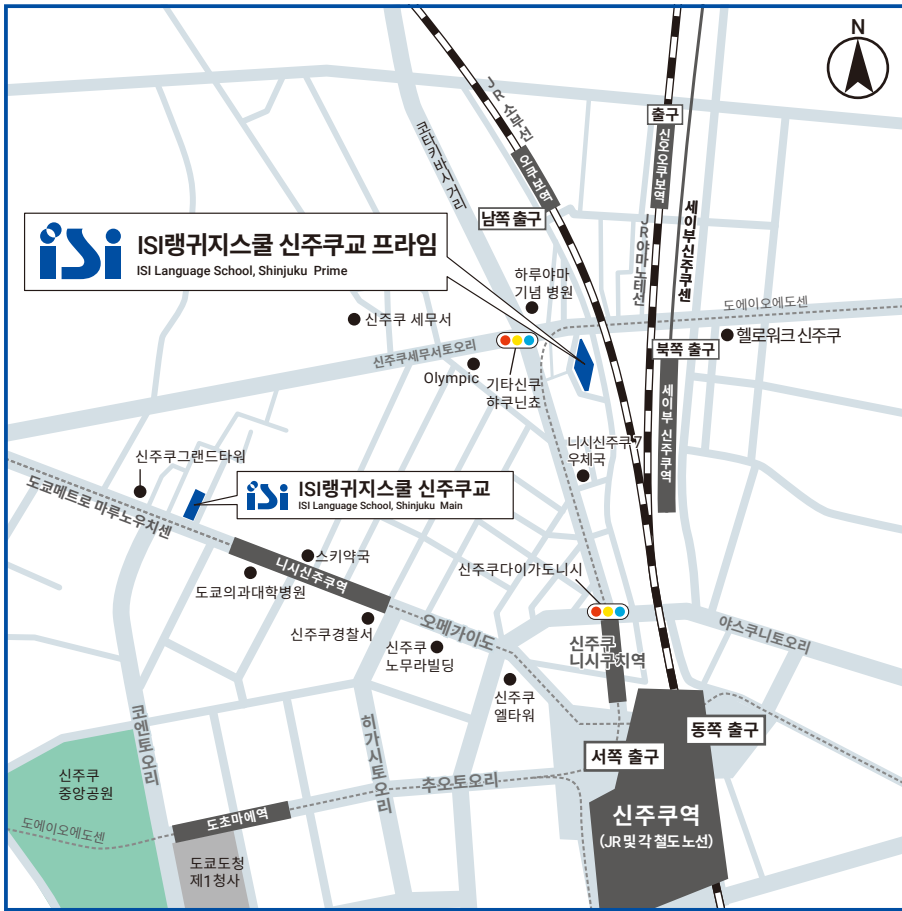 N
JR 소부선
출구
신오오쿠보역
코타키바시 거리
오쿠보역
세이부신주쿠센
남쪽 출구
JR야마노테선
isi
ISI랭귀지스쿨 신주쿠교 프라임
ISI Language School, Shinjuku Prime
하루야마
기념 병원
도에이오에도센
신주쿠 세무서
헬로워크 신주쿠
신주쿠세무서토오리
북쪽 출구
Olympic
기타신쿠
햐쿠닌쵸
세이부 신주쿠역
니시신주쿠 7
우체국
신주쿠그랜드타워
도쿄메트로 마루노우치센
isi
ISI랭귀지스쿨 신주쿠교
ISI Language School, Shinjuku Main
스키약국
니시신주쿠역
도쿄의과대학병원
신주쿠다이가도니시
신주쿠경찰서
오메가이도
야스쿠니토오리
신주쿠
노무라빌딩
신주쿠
니시구치역
신주쿠
엘타워
코엔토오리
히가시토오리
동쪽 출구
서쪽 출구
신주쿠
중앙공원
추오토오리
신주쿠역
(JR 및 각 철도 노선)
도초마에역
도에이오에도센
도쿄도청
제1청사